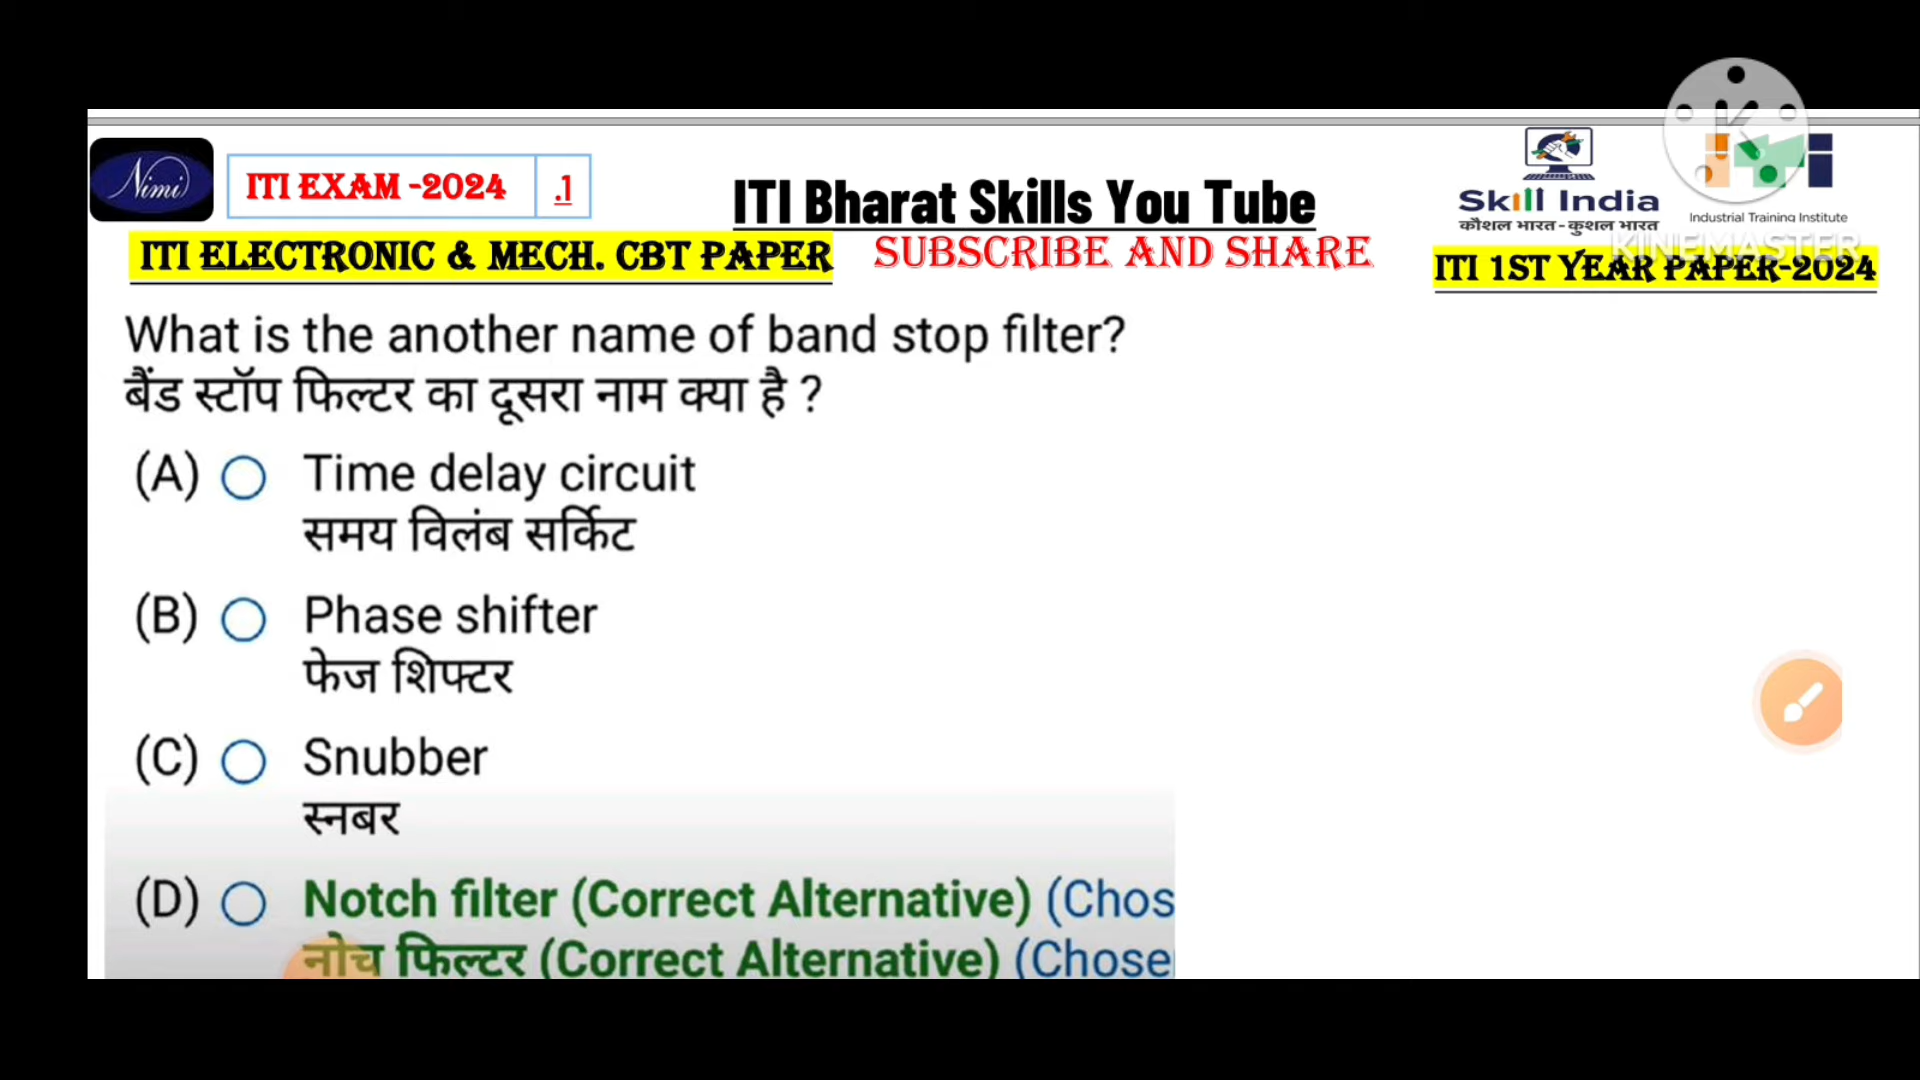 Nimi
ITI EXAM -2024 .1
ITI Bharat Skills You Tube
Skill India
कौशल भारत - कुशल भारत
Industrial Training Institute
KINEMASTER
ITI ELECTRONIC & MECH. CBT PAPER
SUBSCRIBE AND SHARE
ITI 1ST YEAR PAPER-2024
What is the another name of band stop filter?
बैंड स्टॉप फिल्टर का दूसरा नाम क्या है ?
(A) Time delay circuit
समय विलंब सर्किट
(B) Phase shifter
फेज शिफ्टर
(C) Snubber
स्नबर
(D) Notch filter (Correct Alternative) (Chos
नोच फिल्टर (Correct Alternative) (Chose